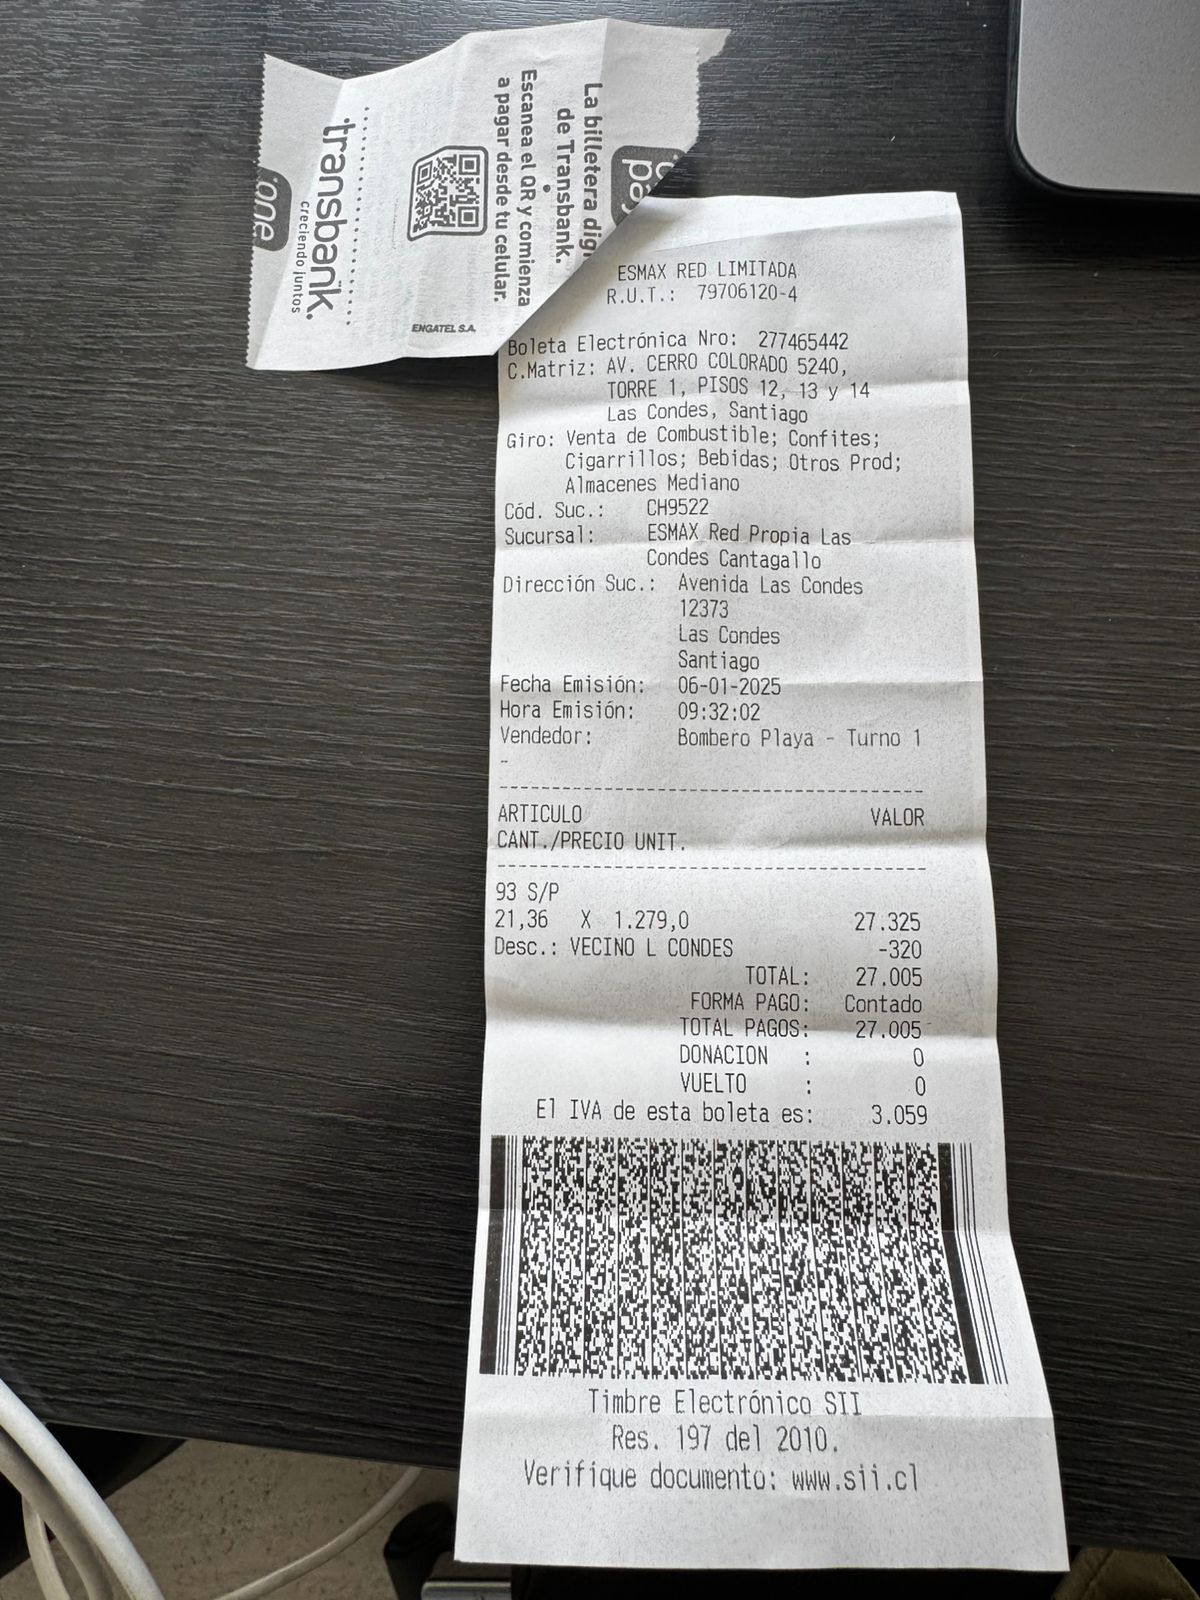 La billetera
de Transbank.
Escanea el QR y comienza
a pagar desde tu celular.
ENGATEL S.A.
transbank.
creciendo juntos
one
ESMAX RED LIMITADA
R.U.T.: 79706120-4
Boleta Electrónica Nro: 277465442
C.Matriz: AV. CERRO COLORADO 5240,
TORRE 1, PISOS 12, 13 y 14
Las Condes, Santiago
Giro: Venta de Combustible; Confites;
Cigarrillos; Bebidas; Otros Prod;
Almacenes Mediano
Cód. Suc.: CH9522
Sucursal: ESMAX Red Propia Las
Condes Cantagallo
Dirección Suc.: Avenida Las Condes
12373
Las Condes
Santiago
Fecha Emisión: 06-01-2025
Hora Emisión: 09:32:02
Vendedor: Bombero Playa - Turno 1
-
ARTICULO VALOR
CANT./PRECIO UNIT.
93 S/P
21,36 X 1.279,0 27.325
Desc.: VECINO L CONDES -320
TOTAL: 27.005
FORMA PAGO: Contado
TOTAL PAGOS: 27.005
DONACION : 0
VUELTO : 0
El IVA de esta boleta es: 3.059
Timbre Electrónico SII
Res. 197 del 2010.
Verifique documento: www.sii.cl